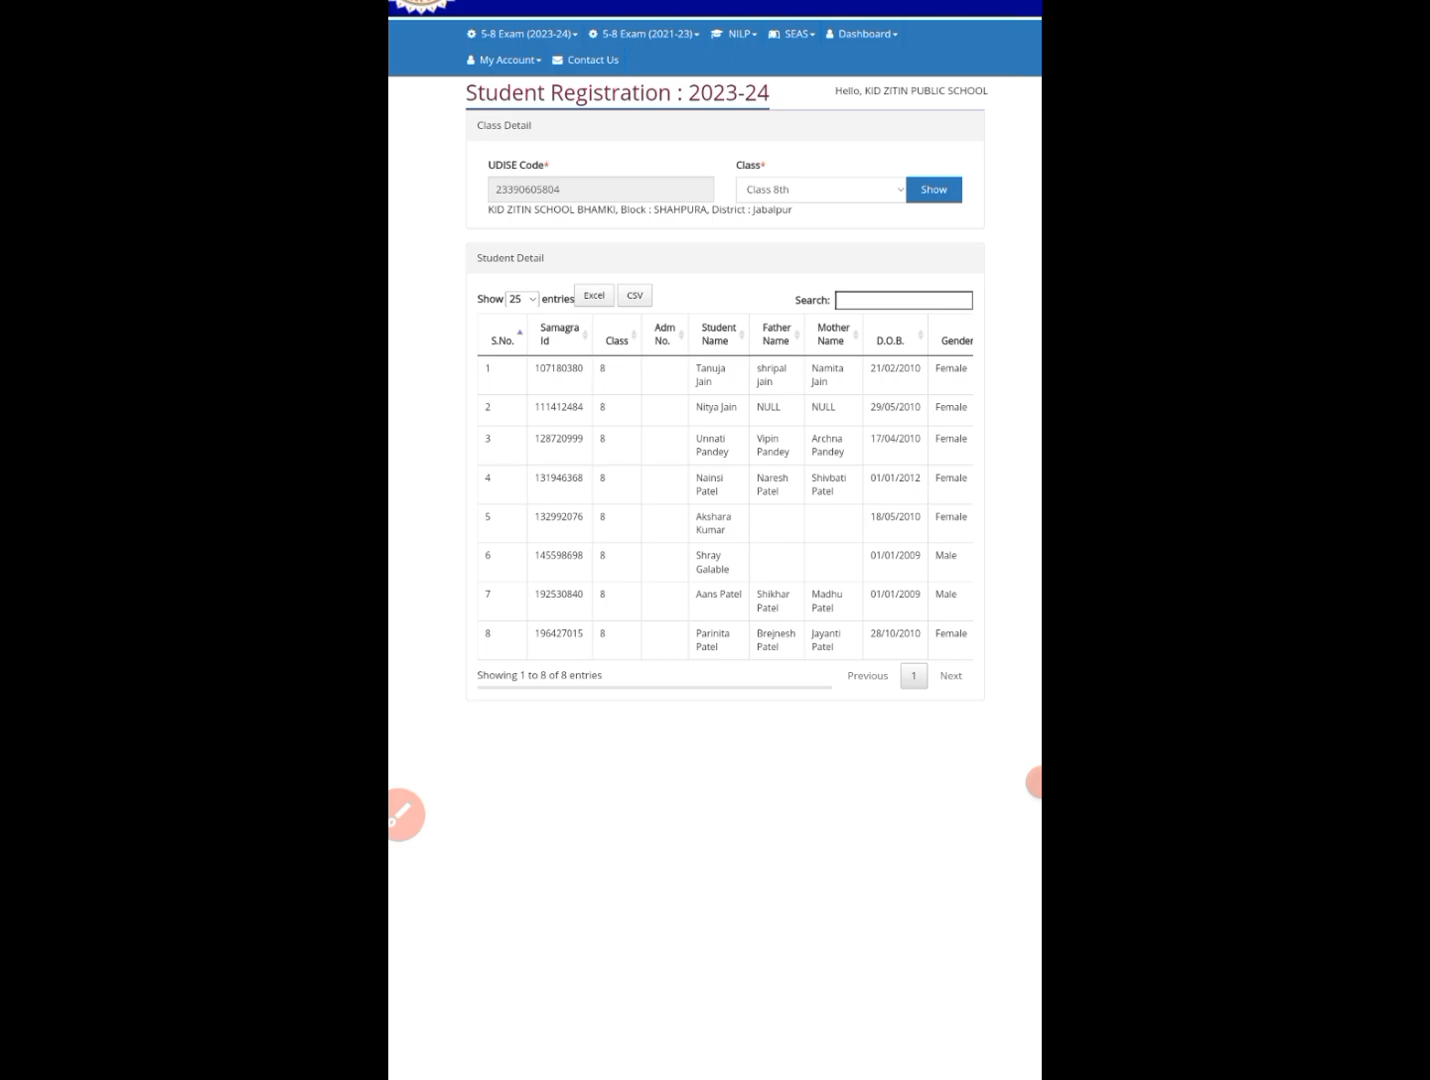 5-8 Exam (2023-24) 5-8 Exam (2021-23) NILP SEAS Dashboard
My Account Contact Us
Student Registration : 2023-24 Hello, KID ZITIN PUBLIC SCHOOL
Class Detail
UDISE Code* Class*
23390605804 Class 8th Show
KID ZITIN SCHOOL BHAMKI, Block : SHAHPURA, District : Jabalpur
Student Detail
Show 25 entries Excel CSV Search:
S.No. Samagra Id Class Adm No. Student Name Father Name Mother Name D.O.B. Gender
1 107180380 8 Tanuja Jain shripal jain Namita Jain 21/02/2010 Female
2 111412484 8 Nitya Jain NULL NULL 29/05/2010 Female
3 128720999 8 Unnati Pandey Vipin Pandey Archna Pandey 17/04/2010 Female
4 131946368 8 Nainsi Patel Naresh Patel Shivbati Patel 01/01/2012 Female
5 132992076 8 Akshara Kumar 18/05/2010 Female
6 145598698 8 Shray Galable 01/01/2009 Male
7 192530840 8 Aans Patel Shikhar Patel Madhu Patel 01/01/2009 Male
8 196427015 8 Parinita Patel Brejnesh Patel Jayanti Patel 28/10/2010 Female
Showing 1 to 8 of 8 entries Previous 1 Next